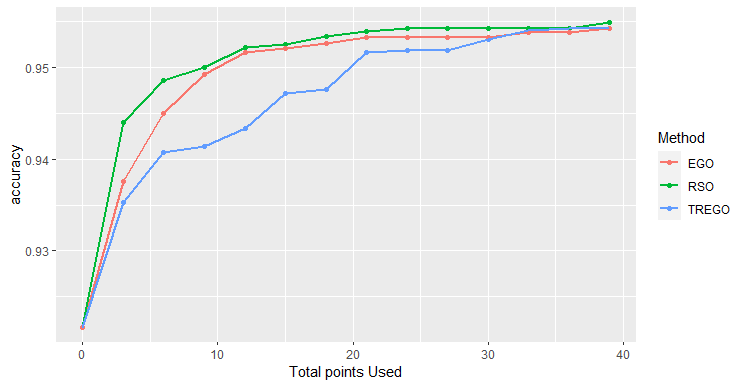 accuracy
0.95
0.94
0.93
0
10
20
30
40
Total points Used
Method
EGO
RSO
TREGO